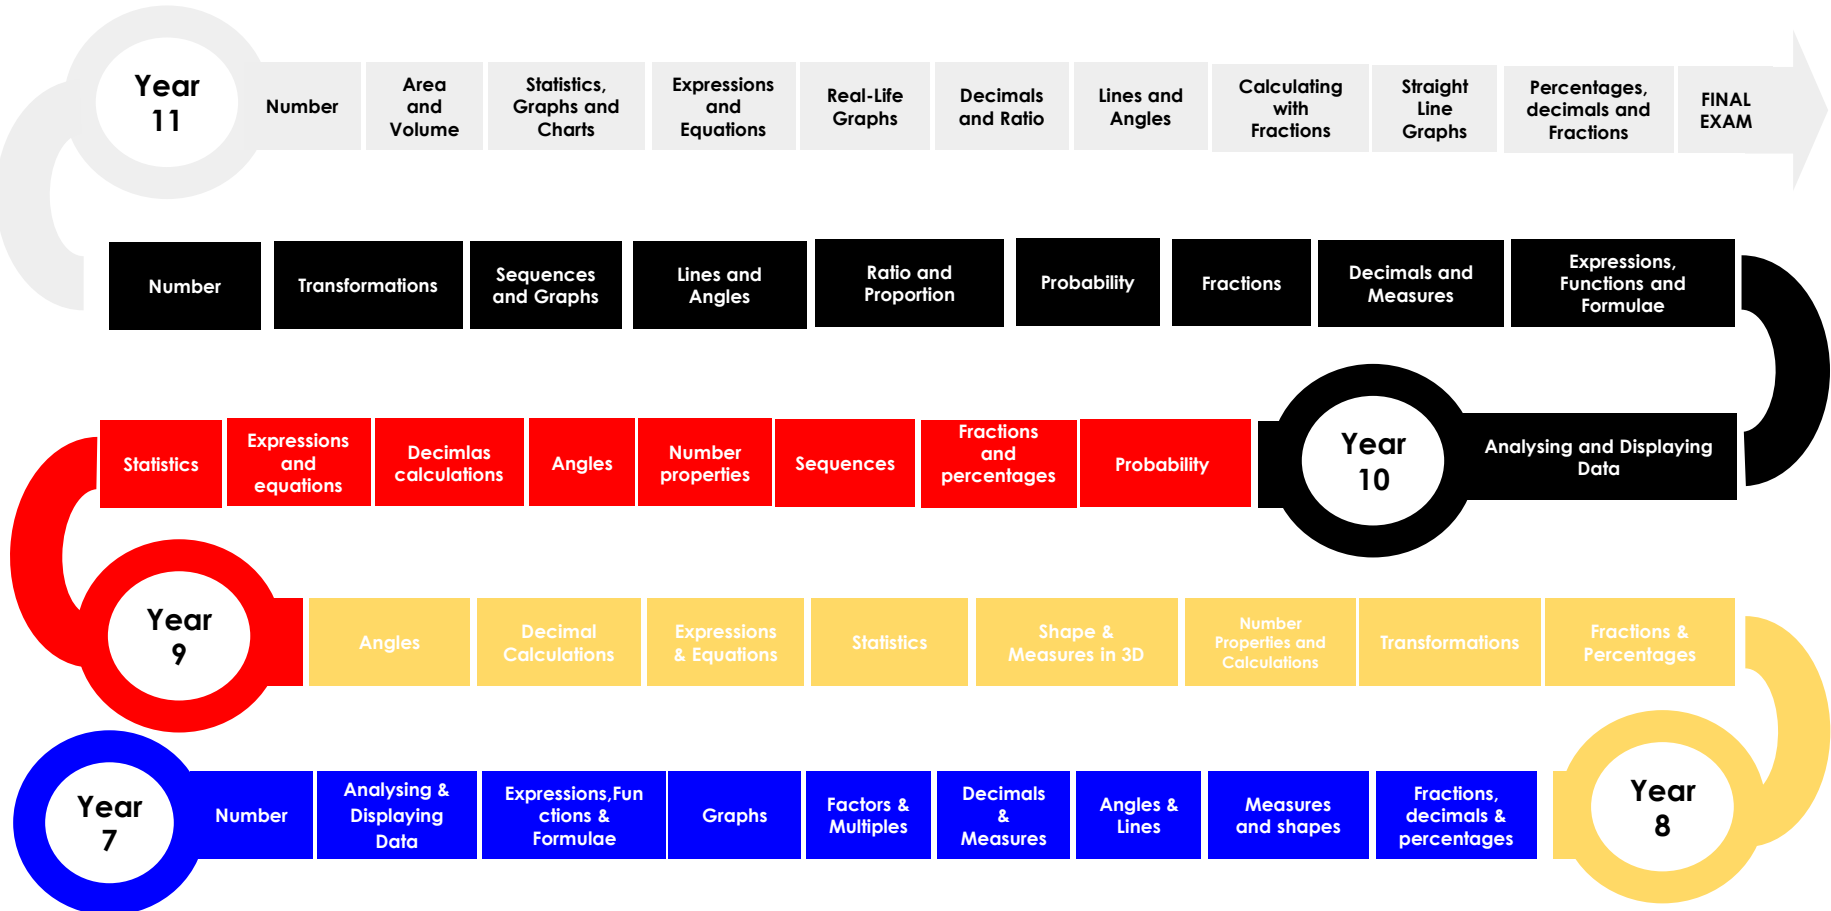 Year
11
Number
Area
and
Volume
Statistics,
Graphs and
Charts
Expressions
and
Equations
Real-Life
Graphs
Decimals
and Ratio
Lines and
Angles
Calculating
with
Fractions
Straight
Line
Graphs
Percentages,
decimals and
Fractions
FINAL
EXAM
Number
Transformations
Sequences
and Graphs
Lines and
Angles
Ratio and
Proportion
Probability
Fractions
Decimals and
Measures
Expressions,
Functions and
Formulae
Statistics
Expressions
and
equations
Decimlas
calculations
Angles
Number
properties
Sequences
Fractions
and
percentages
Probability
Year
10
Analysing and Displaying
Data
Year
9
Angles
Decimal
Calculations
Expressions
& Equations
Statistics
Shape &
Measures in 3D
Number
Properties and
Calculations
Transformations
Fractions &
Percentages
Year
7
Number
Analysing &
Displaying
Data
Expressions,Fun
ctions &
Formulae
Graphs
Factors &
Multiples
Decimals
&
Measures
Angles &
Lines
Measures
and shapes
Fractions,
decimals &
percentages
Year
8